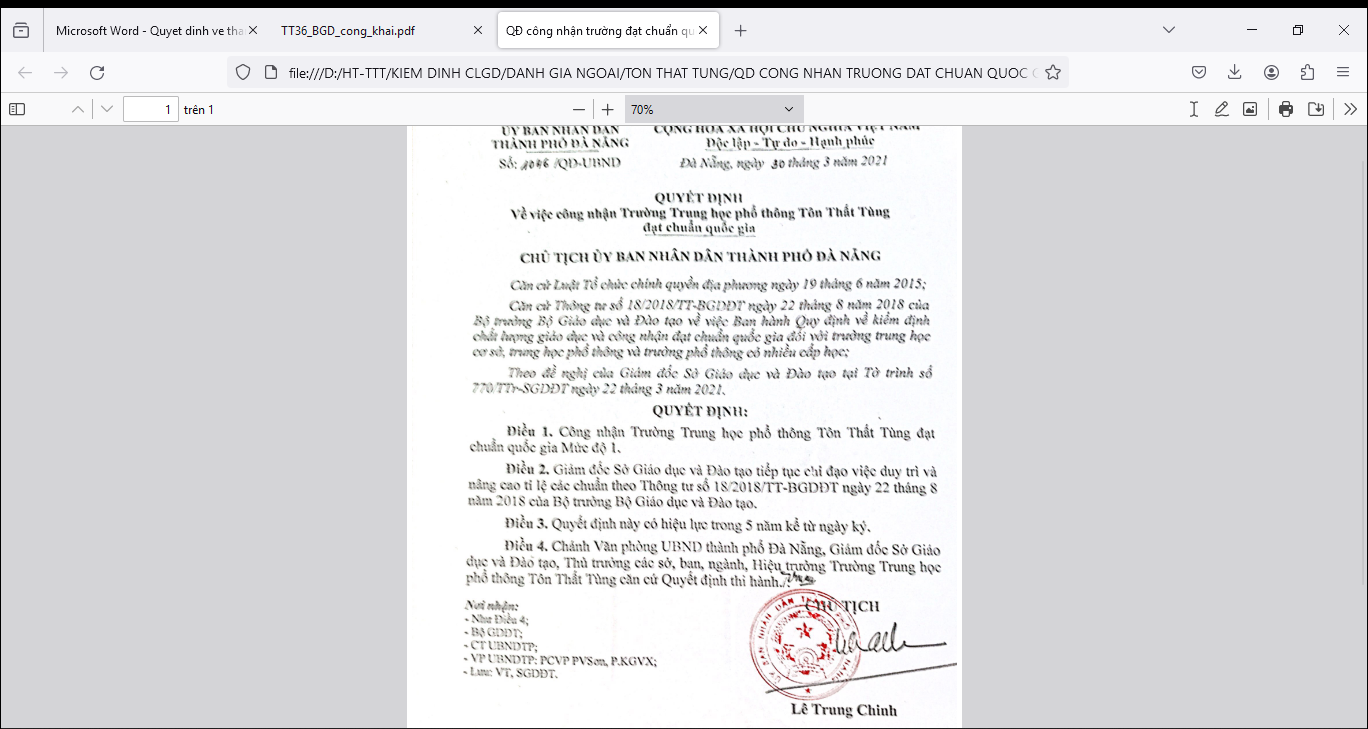 Microsoft Word - Quyet dinh ve tha
TT36_BGD_cong_khai.pdf
QĐ công nhận trường đạt chuẩn qu
file:///D:/HT-TTT/KIEM DINH CLGD/DANH GIA NGOAI/TON THAT TUNG/QD CONG NHAN TRUONG DAT CHUAN QUOC
1 trên 1
70%
ỦY BAN NHÂN DÂN
THÀNH PHỐ ĐÀ NẴNG
CỘNG HÒA XÃ HỘI CHỦ NGHĨA VIỆT NAM
Độc lập - Tự do - Hạnh phúc
Số: /QĐ-UBND
Đà Nẵng, ngày 30 tháng 3 năm 2021
QUYẾT ĐỊNH
Về việc công nhận Trường Trung học phổ thông Tôn Thất Tùng
đạt chuẩn quốc gia
CHỦ TỊCH ỦY BAN NHÂN DÂN THÀNH PHỐ ĐÀ NẴNG
Căn cứ Luật Tổ chức chính quyền địa phương ngày 19 tháng 6 năm 2015;
Căn cứ Thông tư số 18/2018/TT-BGDĐT ngày 22 tháng 8 năm 2018 của
Bộ trưởng Bộ Giáo dục và Đào tạo về việc Ban hành Quy định về kiểm định
chất lượng giáo dục và công nhận đạt chuẩn quốc gia đối với trường trung học
cơ sở, trung học phổ thông và trường phổ thông có nhiều cấp học;
Theo đề nghị của Giám đốc Sở Giáo dục và Đào tạo tại Tờ trình số
770/TTr-SGDĐT ngày 22 tháng 3 năm 2021.
QUYẾT ĐỊNH:
Điều 1. Công nhận Trường Trung học phổ thông Tôn Thất Tùng đạt
chuẩn quốc gia Mức độ 1.
Điều 2. Giám đốc Sở Giáo dục và Đào tạo tiếp tục chỉ đạo việc duy trì và
nâng cao tỉ lệ các chuẩn theo Thông tư số 18/2018/TT-BGDĐT ngày 22 tháng 8
năm 2018 của Bộ trưởng Bộ Giáo dục và Đào tạo.
Điều 3. Quyết định này có hiệu lực trong 5 năm kể từ ngày ký.
Điều 4. Chánh Văn phòng UBND thành phố Đà Nẵng, Giám đốc Sở Giáo
dục và Đào tạo, Thủ trưởng các sở, ban, ngành, Hiệu trưởng Trường Trung học
phổ thông Tôn Thất Tùng căn cứ Quyết định thi hành./.
Nơi nhận:
- Như Điều 4;
- Bộ GDĐT;
- CT UBNDTP;
- VP UBNDTP: PCVP PVSơn, P.KGVX;
- Lưu: VT, SGDĐT.
CHỦ TỊCH
Lê Trung Chinh